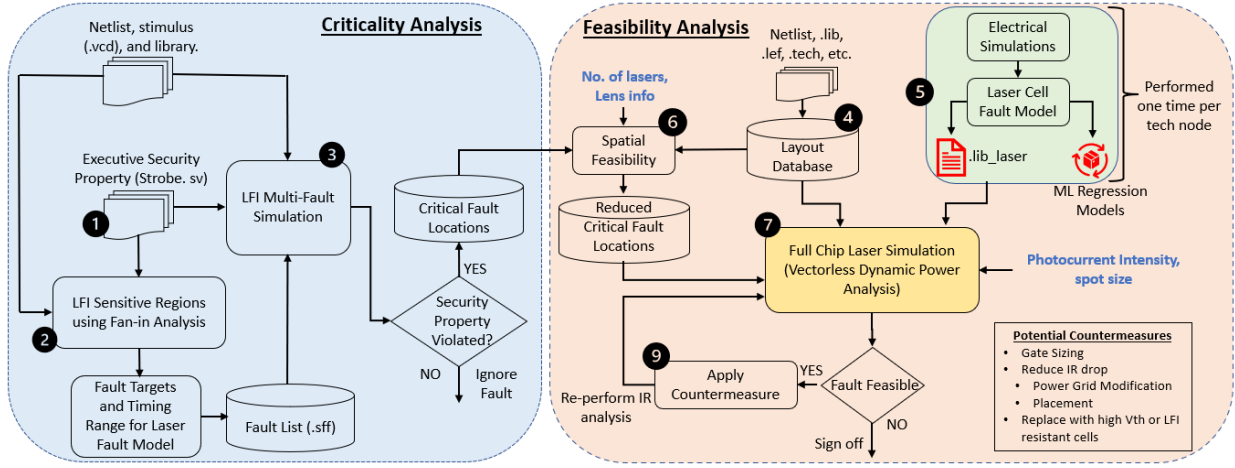 Criticality Analysis
Netlist, stimulus
(.vcd), and library.
3
Executive Security
Property (Strobe. sv)
1
LFI Multi-Fault
Simulation
Critical Fault
Locations
YES
LFI Sensitive Regions
using Fan-in Analysis
2
Security
Property
Violated?
NO
Ignore
Fault
Fault Targets
and Timing
Range for Laser
Fault Model
Fault List (.sff)
Feasibility Analysis
No. of lasers,
Lens info
Netlist, .lib,
.lef, .tech, etc.
6
Spatial
Feasibility
4
Layout
Database
5
Electrical
Simulations
Laser Cell
Fault Model
.lib_laser
ML Regression
Models
Performed
one time per
tech node
Reduced
Critical Fault
Locations
7
Full Chip Laser Simulation
(Vectorless Dynamic Power
Analysis)
Photocurrent Intensity,
spot size
9
Apply
Countermeasure
YES
Fault Feasible
NO
Re-perform IR
analysis
Sign off
Potential Countermeasures
• Gate Sizing
• Reduce IR drop
• Power Grid Modification
• Placement
• Replace with high Vth or LFI
resistant cells